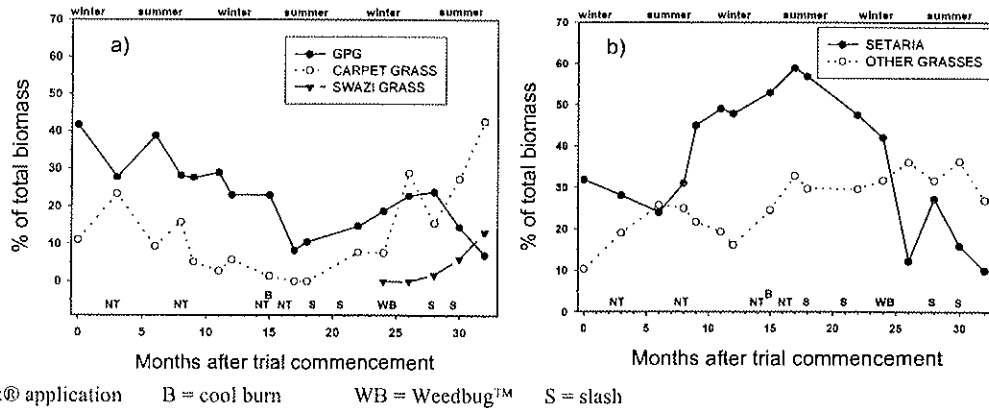 winter summer winter summer winter summer
a)
GPG
CARPET GRASS
SWAZI GRASS
% of total biomass
70
60
50
40
30
20
10
0
NT NT NT B NT S S WB S S
0 5 10 15 20 25 30
Months after trial commencement
winter summer winter summer winter summer
b)
SETARIA
OTHER GRASSES
% of total biomass
70
60
50
40
30
20
10
0
NT NT NT B NT S S WB S S
0 5 10 15 20 25 30
Months after trial commencement
® application B = cool burn WB = Weedbug™ S = slash